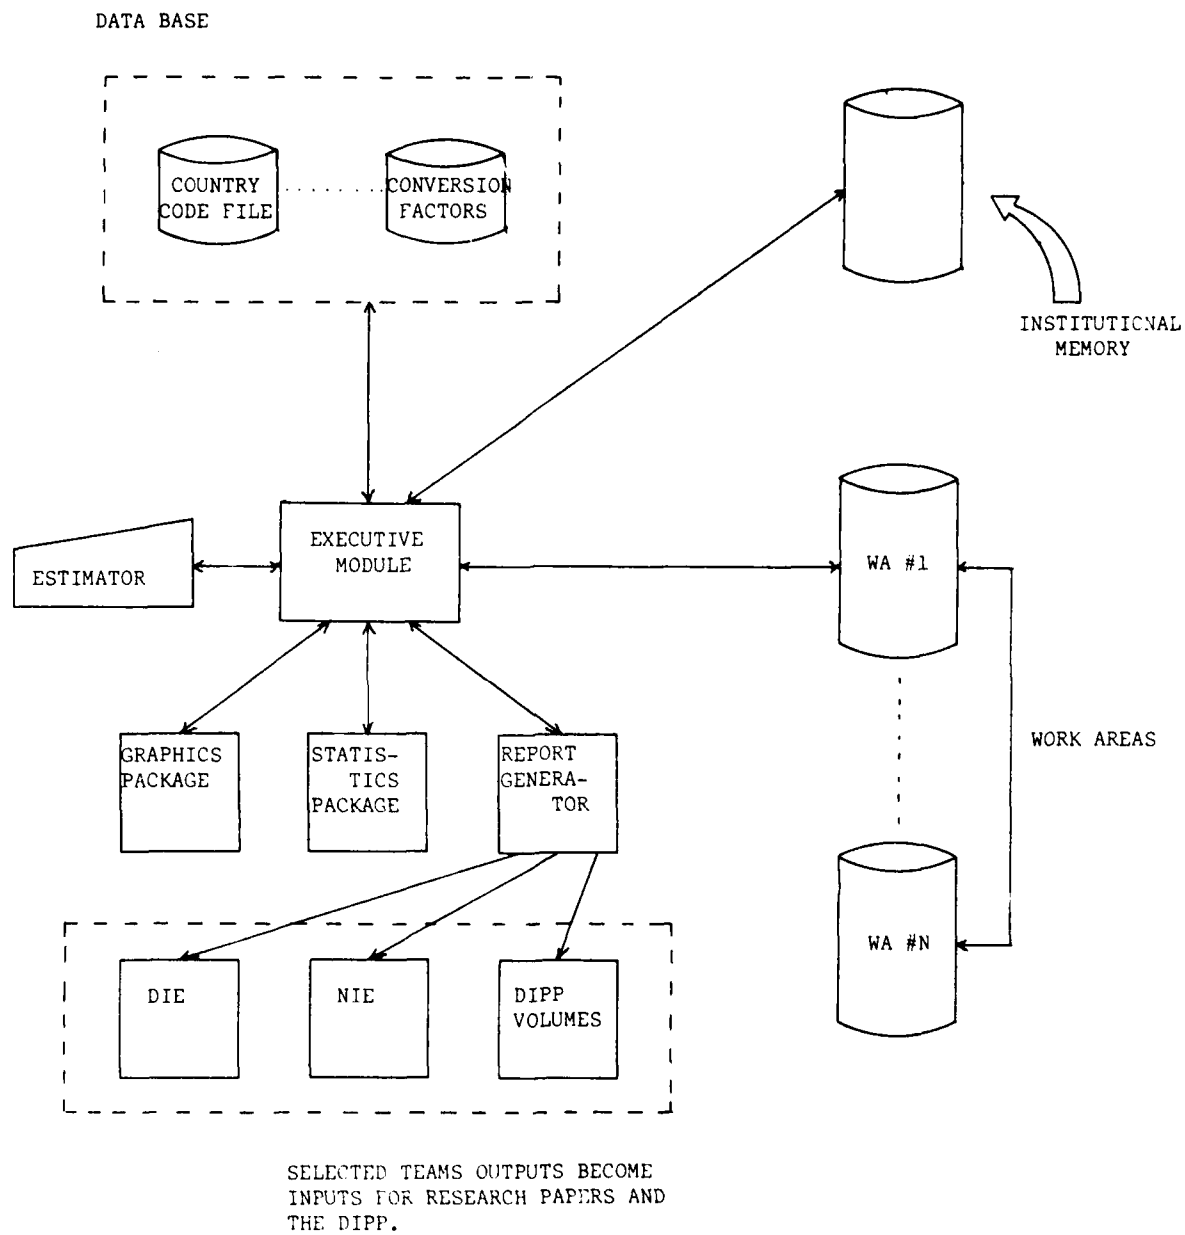 DATA BASE
COUNTRY
CODE FILE
CONVERSION
FACTORS
INSTITUTIONAL
MEMORY
EXECUTIVE
MODULE
ESTIMATOR
WA #1
GRAPHICS
PACKAGE
STATIS-
TICS
PACKAGE
REPORT
GENERA-
TOR
WORK AREAS
WA #N
DIE
NIE
DIPP
VOLUMES
SELECTED TEAMS OUTPUTS BECOME
INPUTS FOR RESEARCH PAPERS AND
THE DIPP.